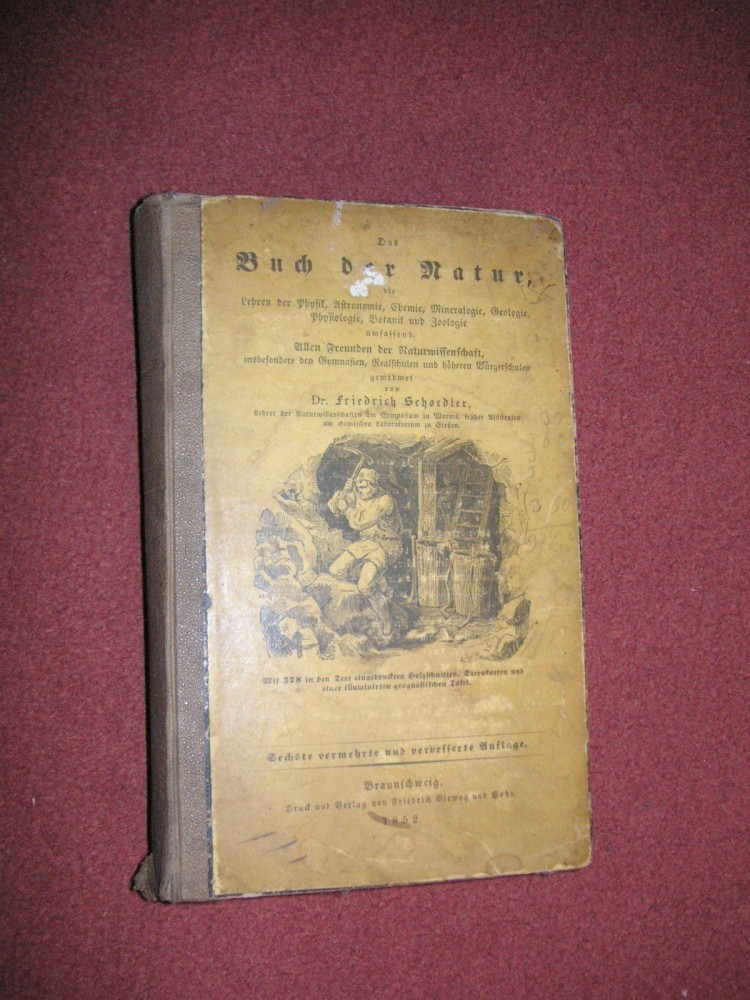 Das
Buch der Natur,
die
Lehren der Physik, Astronomie, Chemie, Mineralogie, Geologie,
Physiologie, Botanik und Zoologie
umfassend.
Allen Freunden der Naturwissenschaft,
insbesondere den Gymnasien, Realschulen und höheren Bürgerschulen
gewidmet
von
Dr. Friedrich Schoedler,
Lehrer der Naturwissenschaften am Gymnasium zu Worms, früher Assistenten
am chemischen Laboratorium zu Gießen.
Mit 378 in den Text eingedruckten Holzschnitten, Sternkarten und
einer illuminirten geognostischen Tafel.
Sechste vermehrte und verbesserte Auflage.
Braunschweig,
Druck und Verlag von Friedrich Vieweg und Sohn.
1852